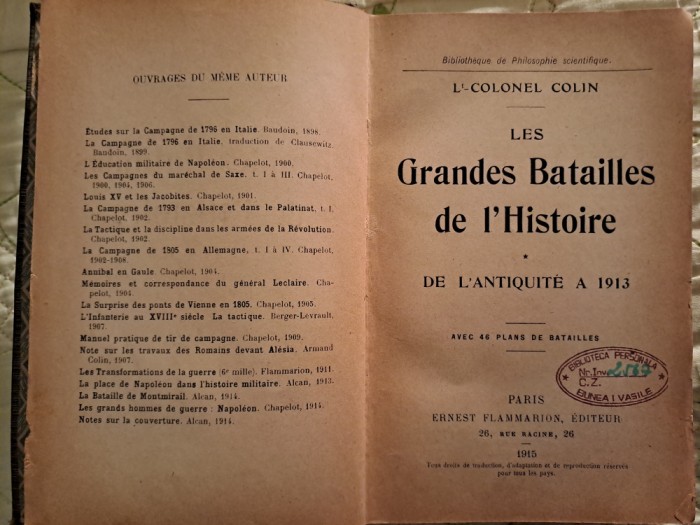 OUVRAGES DU MÊME AUTEUR
Études sur la Campagne de 1796 en Italie. Baudoin, 1898.
La Campagne de 1796 en Italie, traduction de Clausewitz.
Baudoin, 1899.
L'Éducation militaire de Napoléon. Chapelot, 1900.
Les Campagnes du maréchal de Saxe. t. I à III. Chapelot,
1900, 1904, 1906.
Louis XV et les Jacobites. Chapelot, 1901.
La Campagne de 1793 en Alsace et dans le Palatinat, t. I.
Chapelot, 1902.
La Tactique et la discipline dans les armées de la Révolution.
Chapelot, 1902.
La Campagne de 1805 en Allemagne, t. I à IV. Chapelot,
1902-1908.
Annibal en Gaule. Chapelot, 1904.
Mémoires et correspondance du général Leclaire. Cha-
pelot, 1904.
La Surprise des ponts de Vienne en 1805. Chapelot, 1905.
L'Infanterie au XVIIIe siècle La tactique. Berger-Levrault,
1907.
Manuel pratique de tir de campagne. Chapelot, 1909.
Note sur les travaux des Romains devant Alésia. Armand
Colin, 1907.
Les Transformations de la guerre (6e mille). Flammarion, 1911.
La place de Napoléon dans l'histoire militaire. Alcan, 1913.
La Bataille de Montmirail. Alcan, 1914.
Les grands hommes de guerre : Napoléon. Chapelot, 1914.
Notes sur la couverture. Alcan, 1914.
Bibliothèque de Philosophie scientifique.
Lt-COLONEL COLIN
LES
Grandes Batailles
de l'Histoire
*
DE L'ANTIQUITÉ A 1913
AVEC 46 PLANS DE BATAILLES
BIBLIOTECA PERSONALA
Nr. Inv. 2567
C.Z.
BUNEA I VASILE
PARIS
ERNEST FLAMMARION, ÉDITEUR
26, RUE RACINE, 26
1915
Tous droits de traduction, d'adaptation et de reproduction réservés
pour tous les pays.